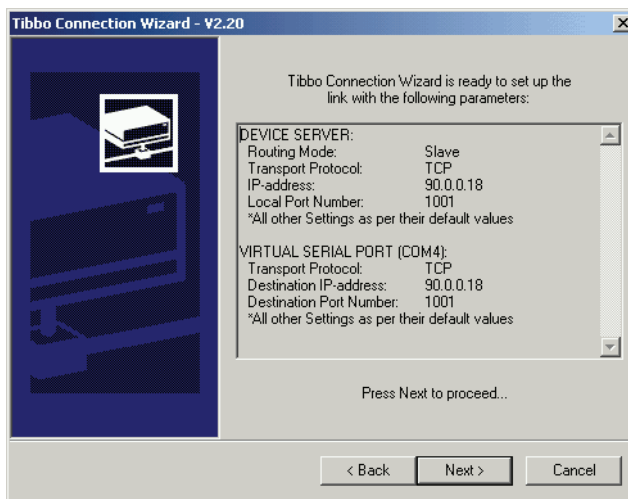 Tibbo Connection Wizard - V2.20
Tibbo Connection Wizard is ready to set up the
link with the following parameters:
DEVICE SERVER:
Routing Mode: Slave
Transport Protocol: TCP
IP-address: 90.0.0.18
Local Port Number: 1001
*All other Settings as per their default values
VIRTUAL SERIAL PORT (COM4):
Transport Protocol: TCP
Destination IP-address: 90.0.0.18
Destination Port Number: 1001
*All other Settings as per their default values
Press Next to proceed...
< Back Next > Cancel